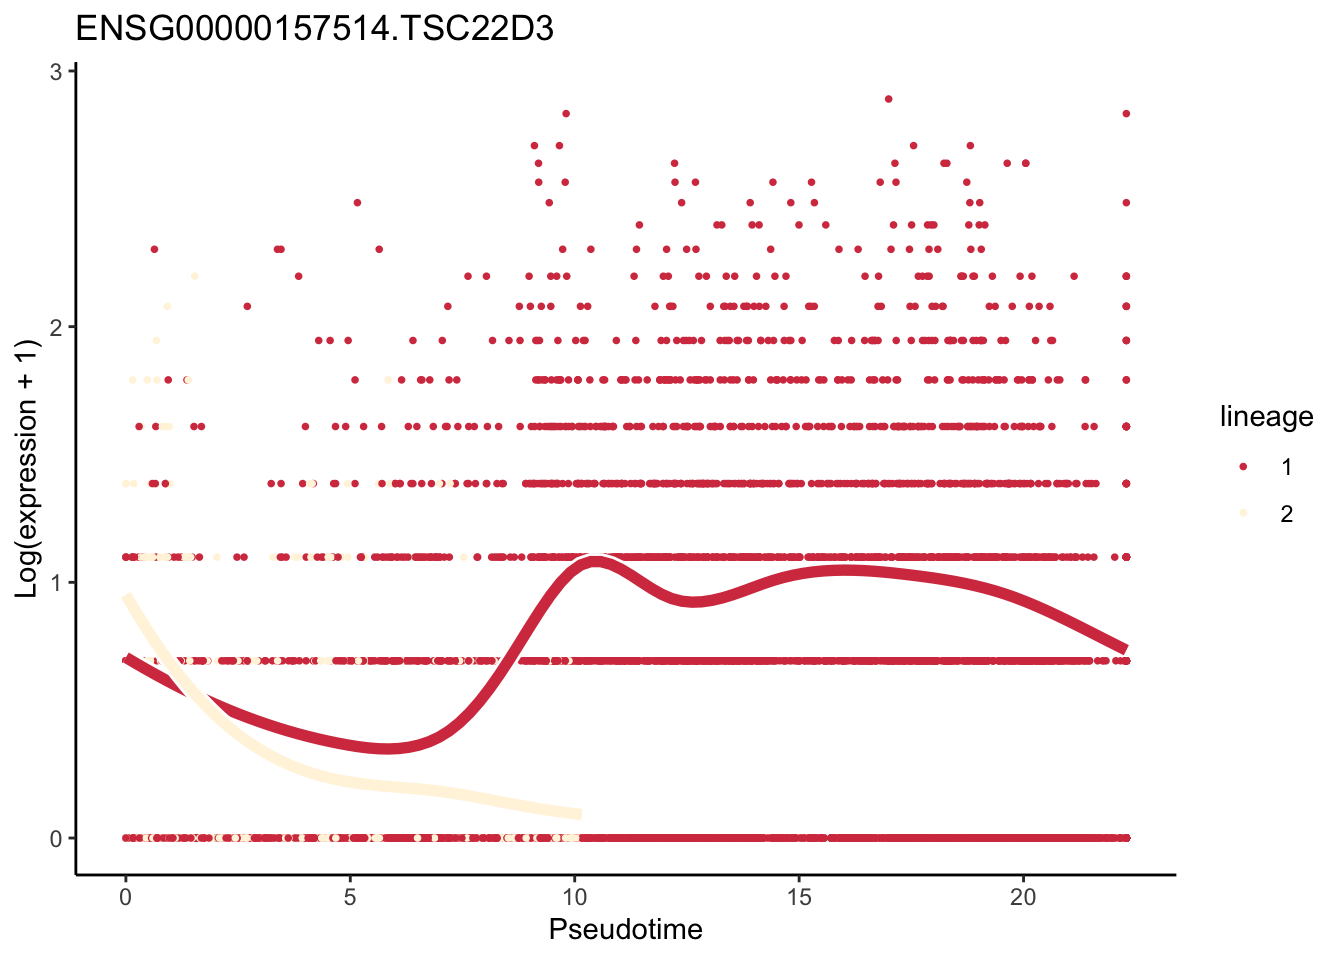 ENSG00000157514.TSC22D3
3
2
1
0
Log(expression + 1)
0 5 10 15 20
Pseudotime
lineage
1
2